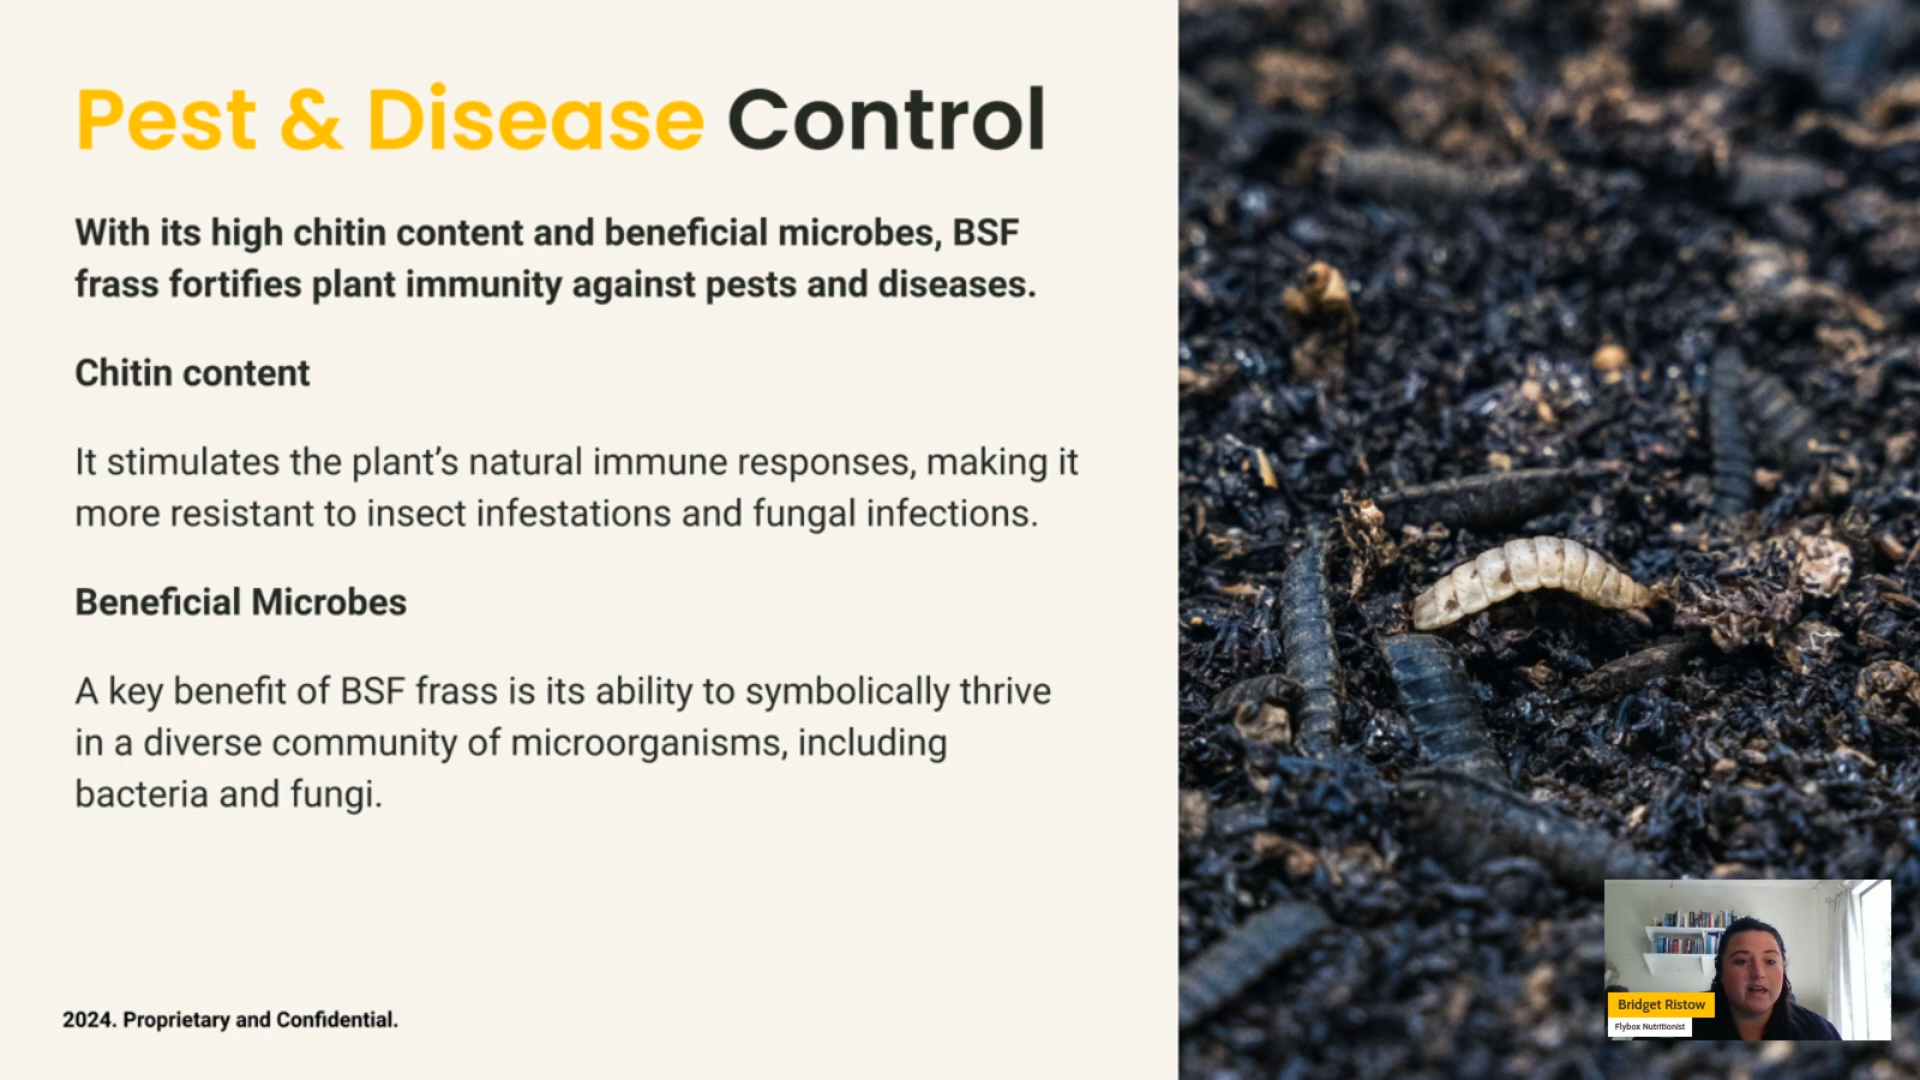 Pest & Disease Control
With its high chitin content and beneficial microbes, BSF
frass fortifies plant immunity against pests and diseases.
Chitin content
It stimulates the plant’s natural immune responses, making it
more resistant to insect infestations and fungal infections.
Beneficial Microbes
A key benefit of BSF frass is its ability to symbolically thrive
in a diverse community of microorganisms, including
bacteria and fungi.
2024. Proprietary and Confidential.
Bridget Ristow
Flybox Nutritionist